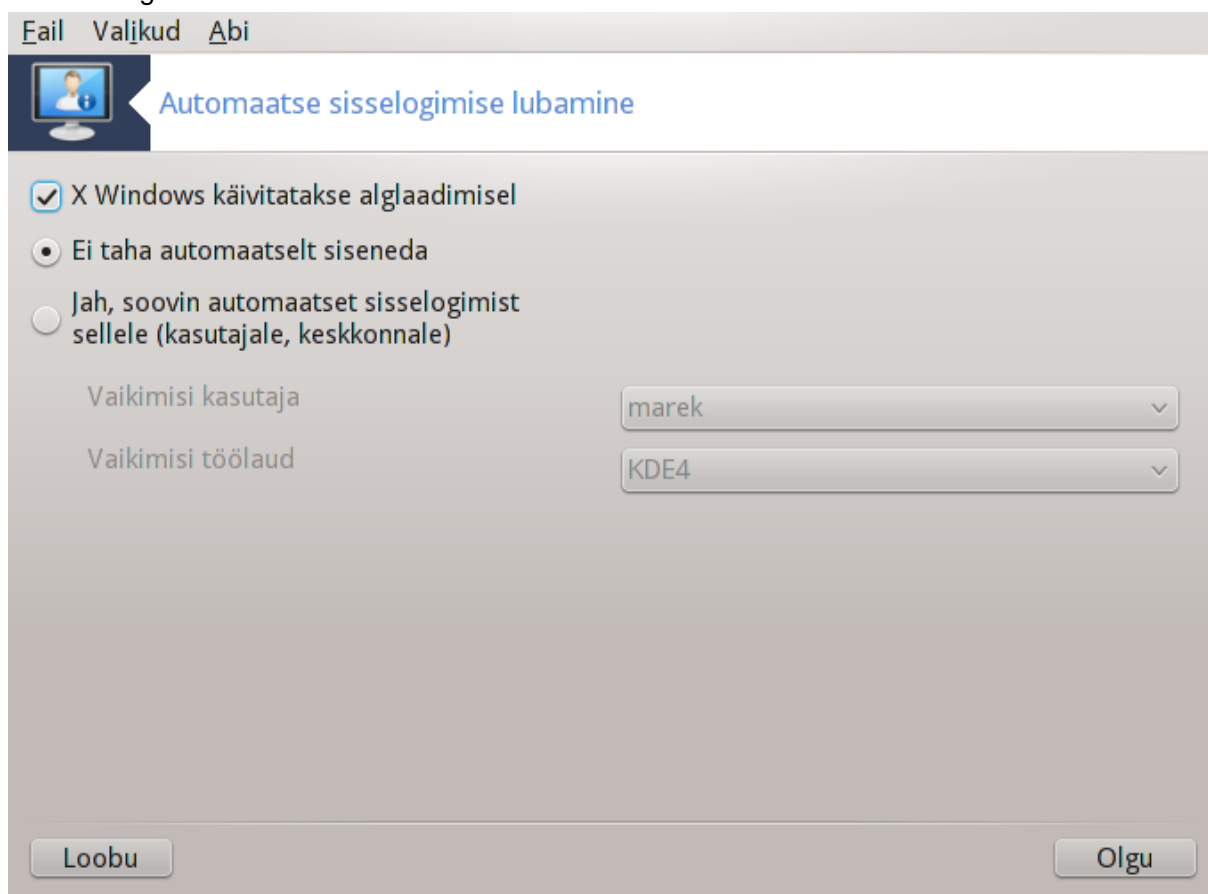 Fail Valikud Abi
Automaatse sisselogimise lubamine
X Windows käivitatakse alglaadimisel
Ei taha automaatselt siseneda
Jah, soovin automaatset sisselogimist
sellele (kasutajale, keskkonnale)
Vaikimisi kasutaja marek
Vaikimisi töölaud KDE4
Loobu Olgu